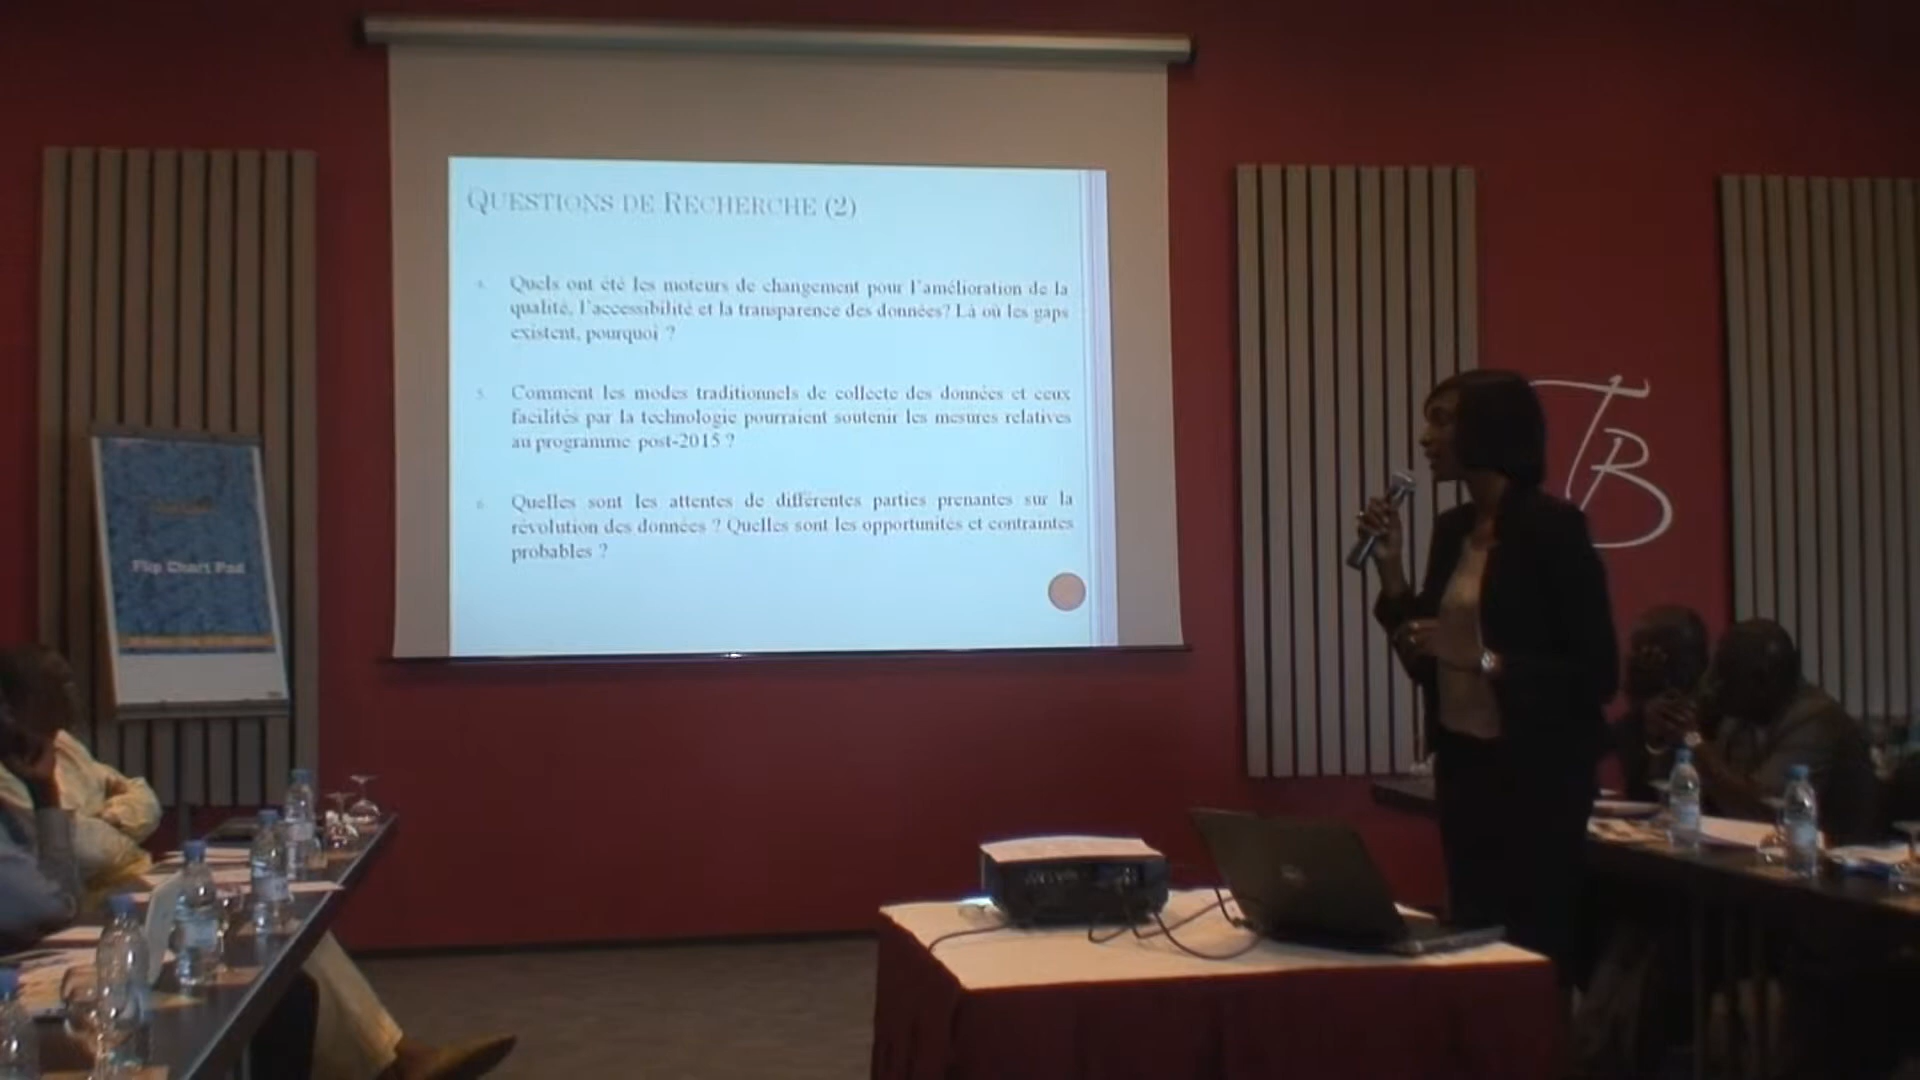 QUESTIONS DE RECHERCHE (2)
4. Quels ont été les moteurs de changement pour l'amélioration de la
qualité, l'accessibilité et la transparence des données? Là où les gaps
existent, pourquoi ?
5. Comment les modes traditionnels de collecte des données et ceux
facilités par la technologie pourraient soutenir les mesures relatives
au programme post-2015 ?
6. Quelles sont les attentes de différentes parties prenantes sur la
révolution des données ? Quelles sont les opportunités et contraintes
probables ?
Flip Chart Pad
TB